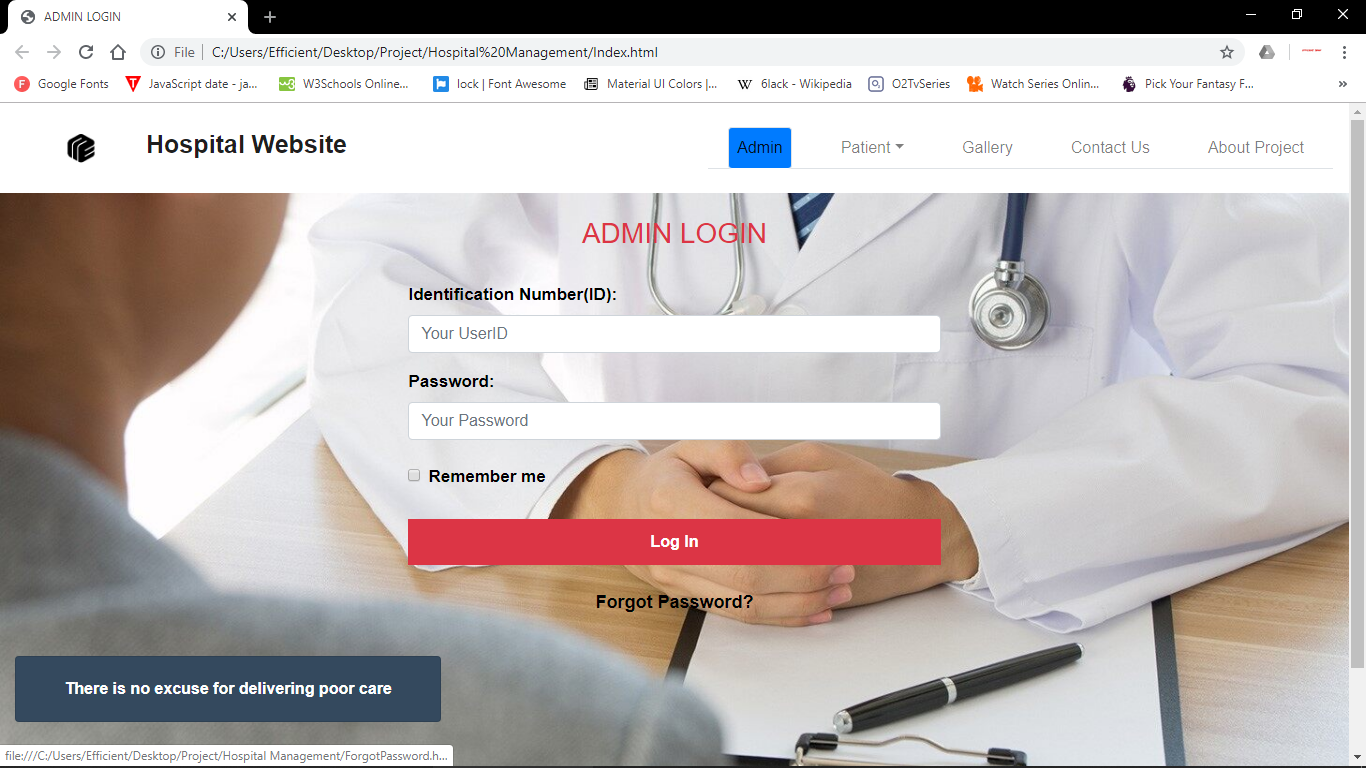 ADMIN LOGIN
File
C:/Users/Efficient/Desktop/Project/Hospital%20Management/Index.html
Google Fonts
JavaScript date - ja...
W3Schools Online...
lock | Font Awesome
Material UI Colors |...
6lack - Wikipedia
O2TvSeries
Watch Series Onlin...
Pick Your Fantasy F...
Hospital Website
Admin
Patient
Gallery
Contact Us
About Project
ADMIN LOGIN
Identification Number(ID):
Your UserID
Password:
Your Password
Remember me
Log In
Forgot Password?
There is no excuse for delivering poor care
file:///C:/Users/Efficient/Desktop/Project/Hospital Management/ForgotPassword.h...